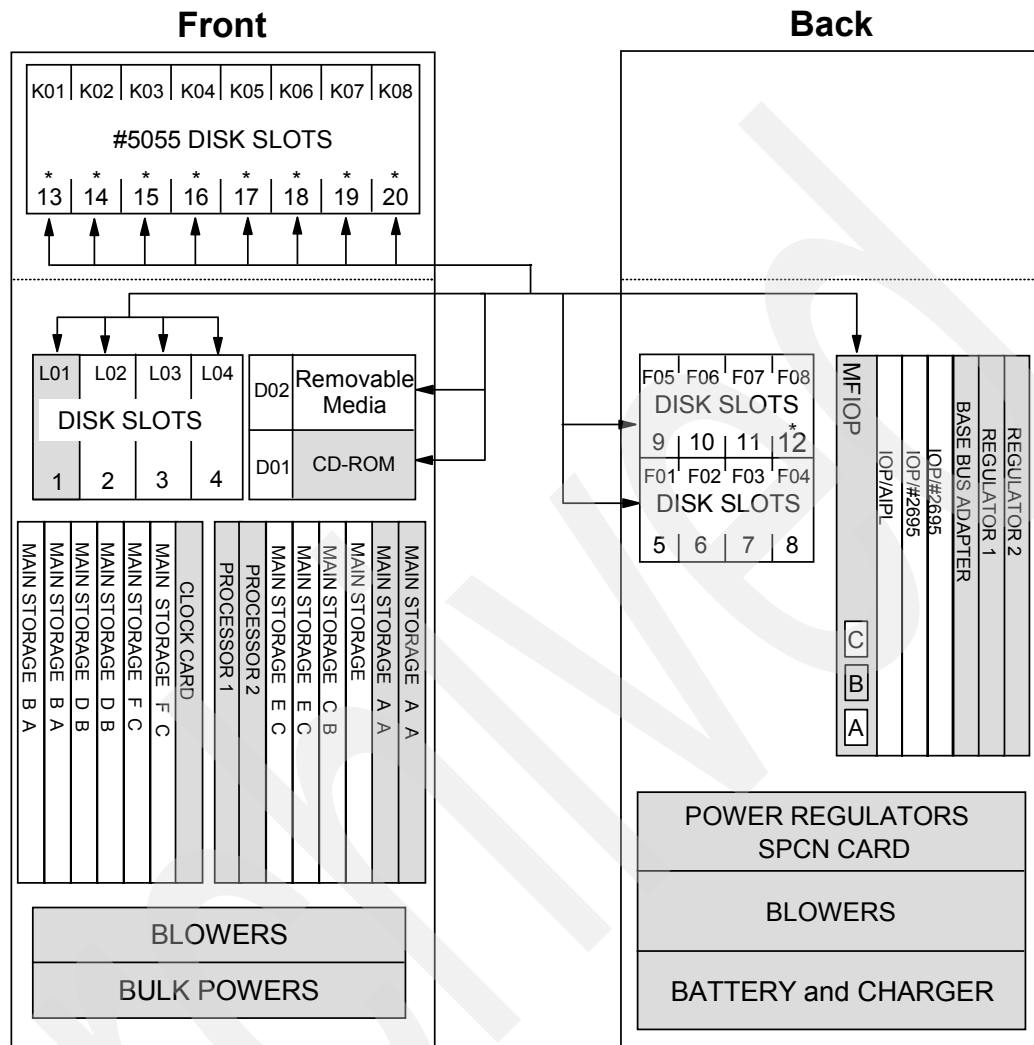 Front
Back
K01 K02 K03 K04 K05 K06 K07 K08
#5055 DISK SLOTS
* * * * * * * *
13 14 15 16 17 18 19 20
L01 L02 L03 L04
DISK SLOTS
1 2 3 4
D02 Removable Media
D01 CD-ROM
MAIN STORAGE B A
MAIN STORAGE B A
MAIN STORAGE D B
MAIN STORAGE D B
MAIN STORAGE F C
MAIN STORAGE F C
CLOCK CARD
PROCESSOR 1
PROCESSOR 2
MAIN STORAGE E C
MAIN STORAGE E C
MAIN STORAGE C B
MAIN STORAGE
MAIN STORAGE A A
MAIN STORAGE A A
BLOWERS
BULK POWERS
F05 F06 F07 F08
DISK SLOTS
*
9 10 11 12
F01 F02 F03 F04
DISK SLOTS
5 6 7 8
MFIOP
C
B
A
IOP/AIPL
IOP/#2695
IOP/#2695
BASE BUS ADAPTER
REGULATOR 1
REGULATOR 2
POWER REGULATORS
SPCN CARD
BLOWERS
BATTERY and CHARGER